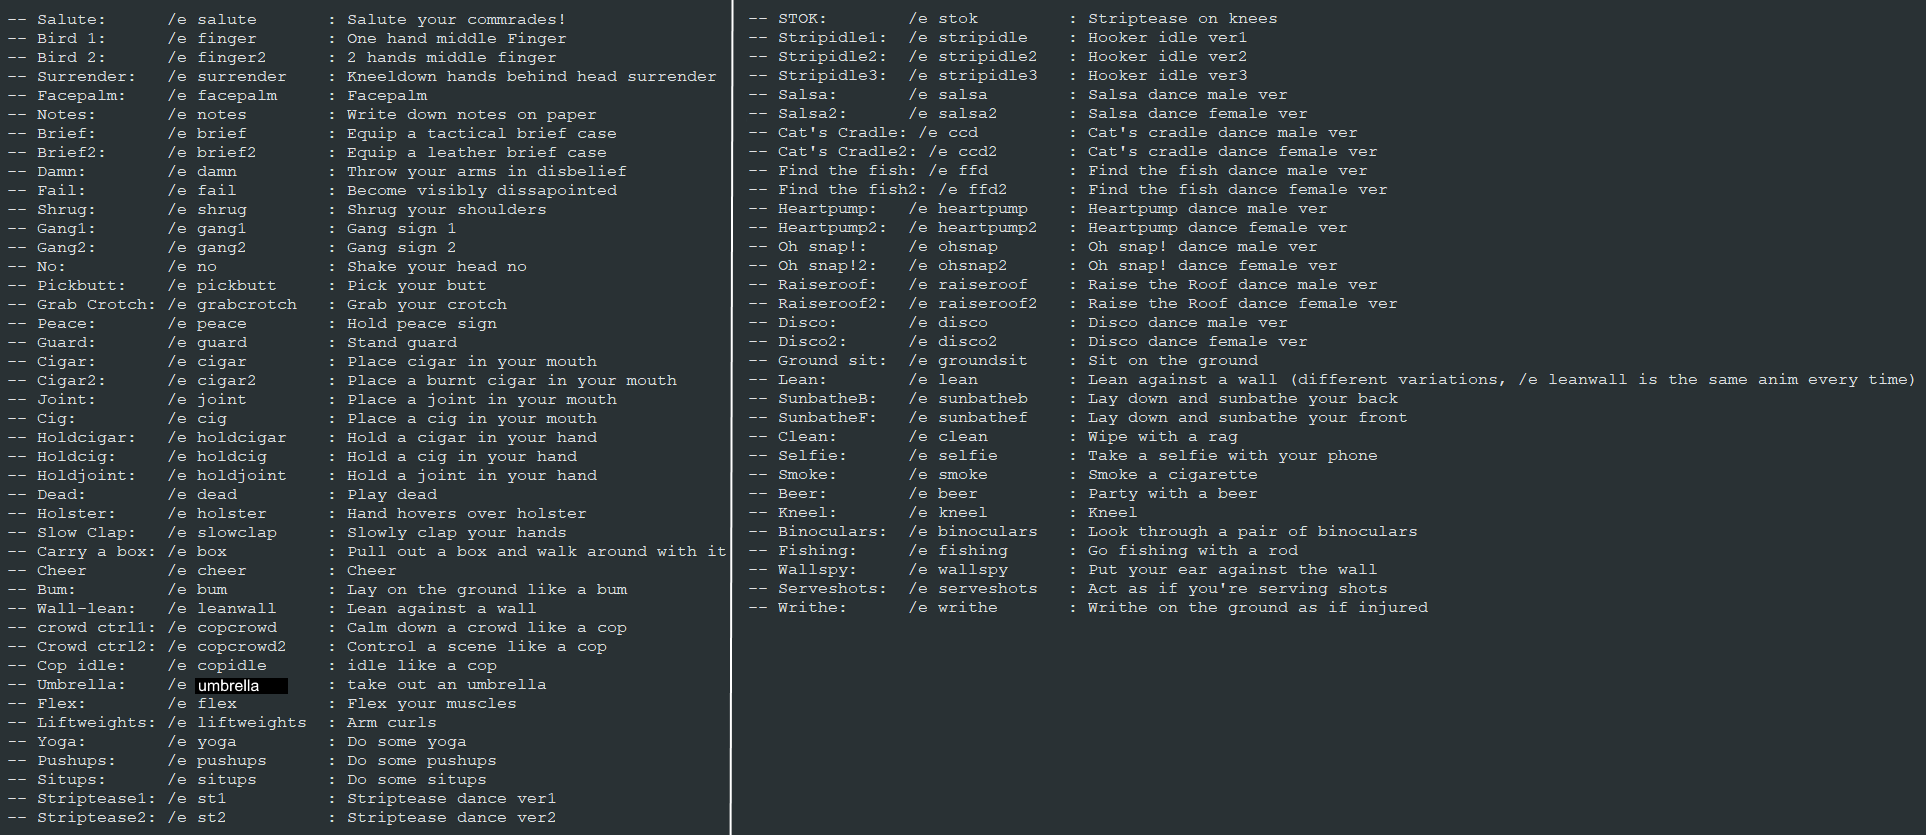 -- Salute: /e salute : Salute your commrades!
-- Bird 1: /e finger : One hand middle Finger
-- Bird 2: /e finger2 : 2 hands middle finger
-- Surrender: /e surrender : Kneeldown hands behind head surrender
-- Facepalm: /e facepalm : Facepalm
-- Notes: /e notes : Write down notes on paper
-- Brief: /e brief : Equip a tactical brief case
-- Brief2: /e brief2 : Equip a leather brief case
-- Damn: /e damn : Throw your arms in disbelief
-- Fail: /e fail : Become visibly dissapointed
-- Shrug: /e shrug : Shrug your shoulders
-- Gang1: /e gang1 : Gang sign 1
-- Gang2: /e gang2 : Gang sign 2
-- No: /e no : Shake your head no
-- Pickbutt: /e pickbutt : Pick your butt
-- Grab Crotch: /e grabcrotch : Grab your crotch
-- Peace: /e peace : Hold peace sign
-- Guard: /e guard : Stand guard
-- Cigar: /e cigar : Place cigar in your mouth
-- Cigar2: /e cigar2 : Place a burnt cigar in your mouth
-- Joint: /e joint : Place a joint in your mouth
-- Cig: /e cig : Place a cig in your mouth
-- Holdcigar: /e holdcigar : Hold a cigar in your hand
-- Holdcig: /e holdcig : Hold a cig in your hand
-- Holdjoint: /e holdjoint : Hold a joint in your hand
-- Dead: /e dead : Play dead
-- Holster: /e holster : Hand hovers over holster
-- Slow Clap: /e slowclap : Slowly clap your hands
-- Carry a box: /e box : Pull out a box and walk around with it
-- Cheer /e cheer : Cheer
-- Bum: /e bum : Lay on the ground like a bum
-- Wall-lean: /e leanwall : Lean against a wall
-- crowd ctrl1: /e copcrowd : Calm down a crowd like a cop
-- Crowd ctrl2: /e copcrowd2 : Control a scene like a cop
-- Cop idle: /e copidle : idle like a cop
-- Umbrella: /e umbrella : take out an umbrella
-- Flex: /e flex : Flex your muscles
-- Liftweights: /e liftweights : Arm curls
-- Yoga: /e yoga : Do some yoga
-- Pushups: /e pushups : Do some pushups
-- Situps: /e situps : Do some situps
-- Striptease1: /e st1 : Striptease dance ver1
-- Striptease2: /e st2 : Striptease dance ver2
-- STOK: /e stok : Striptease on knees
-- Stripidle1: /e stripidle : Hooker idle ver1
-- Stripidle2: /e stripidle2 : Hooker idle ver2
-- Stripidle3: /e stripidle3 : Hooker idle ver3
-- Salsa: /e salsa : Salsa dance male ver
-- Salsa2: /e salsa2 : Salsa dance female ver
-- Cat's Cradle: /e ccd : Cat's cradle dance male ver
-- Cat's Cradle2: /e ccd2 : Cat's cradle dance female ver
-- Find the fish: /e ffd : Find the fish dance male ver
-- Find the fish2: /e ffd2 : Find the fish dance female ver
-- Heartpump: /e heartpump : Heartpump dance male ver
-- Heartpump2: /e heartpump2 : Heartpump dance female ver
-- Oh snap!: /e ohsnap : Oh snap! dance male ver
-- Oh snap!2: /e ohsnap2 : Oh snap! dance female ver
-- Raiseroof: /e raiseroof : Raise the Roof dance male ver
-- Raiseroof2: /e raiseroof2 : Raise the Roof dance female ver
-- Disco: /e disco : Disco dance male ver
-- Disco2: /e disco2 : Disco dance female ver
-- Ground sit: /e groundsit : Sit on the ground
-- Lean: /e lean : Lean against a wall (different variations, /e leanwall is the same anim every time)
-- SunbatheB: /e sunbatheb : Lay down and sunbathe your back
-- SunbatheF: /e sunbathef : Lay down and sunbathe your front
-- Clean: /e clean : Wipe with a rag
-- Selfie: /e selfie : Take a selfie with your phone
-- Smoke: /e smoke : Smoke a cigarette
-- Beer: /e beer : Party with a beer
-- Kneel: /e kneel : Kneel
-- Binoculars: /e binoculars : Look through a pair of binoculars
-- Fishing: /e fishing : Go fishing with a rod
-- Wallspy: /e wallspy : Put your ear against the wall
-- Serveshots: /e serveshots : Act as if you're serving shots
-- Writhe: /e writhe : Writhe on the ground as if injured